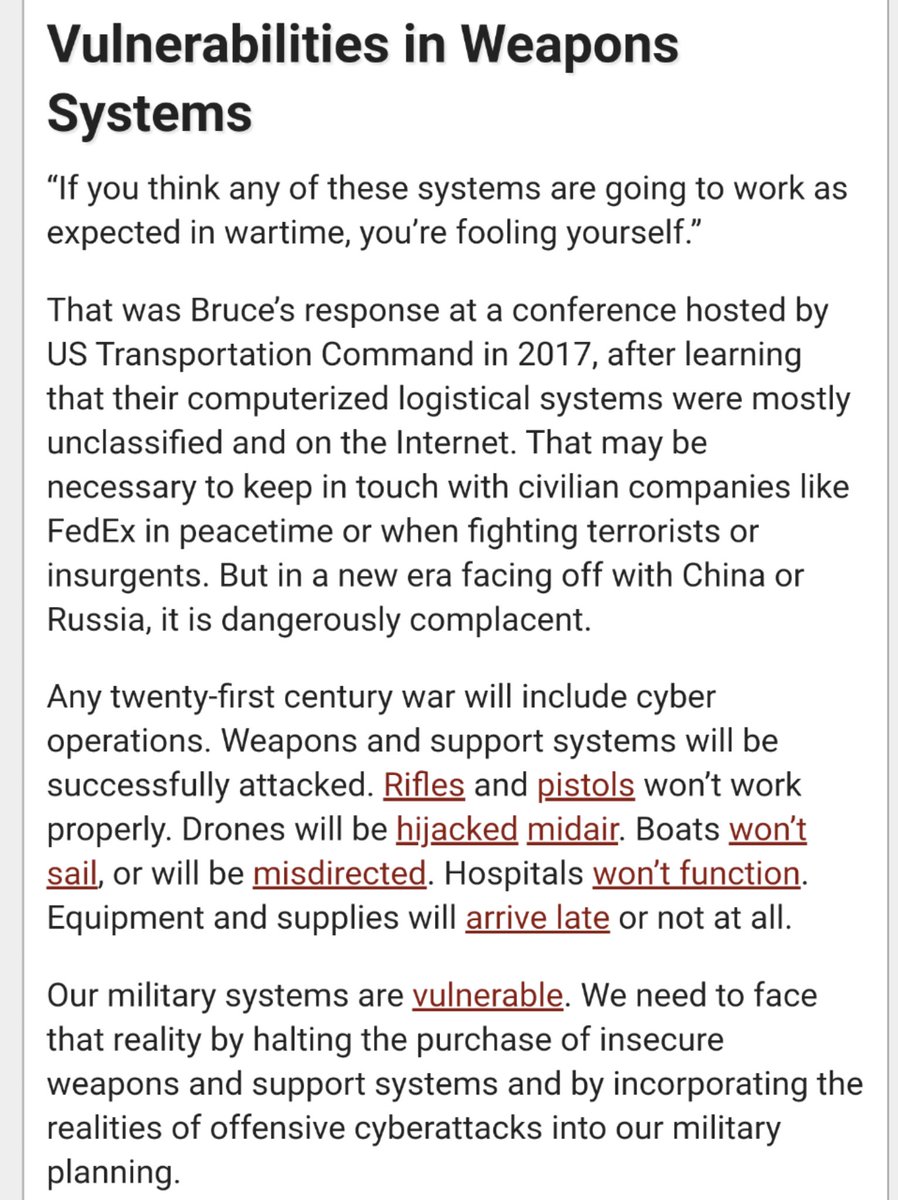 Vulnerabilities in Weapons
Systems
“If you think any of these systems are going to work as
expected in wartime, you’re fooling yourself.”
That was Bruce’s response at a conference hosted by
US Transportation Command in 2017, after learning
that their computerized logistical systems were mostly
unclassified and on the Internet. That may be
necessary to keep in touch with civilian companies like
FedEx in peacetime or when fighting terrorists or
insurgents. But in a new era facing off with China or
Russia, it is dangerously complacent.
Any twenty-first century war will include cyber
operations. Weapons and support systems will be
successfully attacked. Rifles and pistols won’t work
properly. Drones will be hijacked midair. Boats won’t
sail, or will be misdirected. Hospitals won’t function.
Equipment and supplies will arrive late or not at all.
Our military systems are vulnerable. We need to face
that reality by halting the purchase of insecure
weapons and support systems and by incorporating the
realities of offensive cyberattacks into our military
planning.